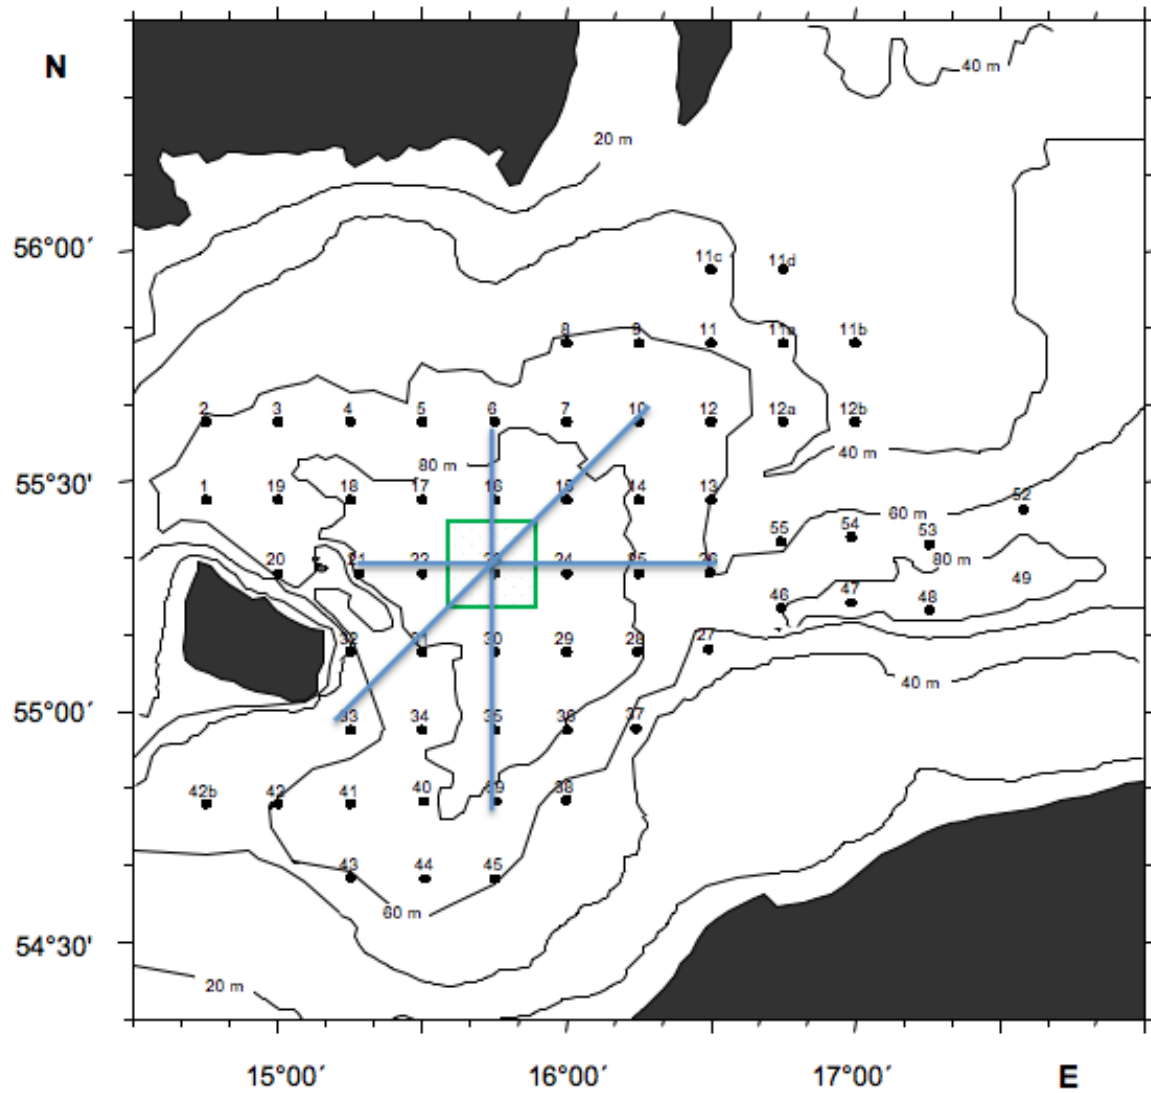 N
40 m
20 m
56°00´
11c 11d
8 9 11 11a 11b
2 3 4 5 6 7 10 12 12a 12b
40 m
80 m
55°30'
1 19 18 17 16 15 14 13
52
60 m
55 54 53
20 21 22 24 25 26
80 m
49
46 47 48
32 31 30 29 28 27
40 m
55°00´
33 34 35 36 37
42b 42 41 40 39 38
43 44 45
60 m
54°30'
20 m
15°00´ 16°00´ 17°00´ E